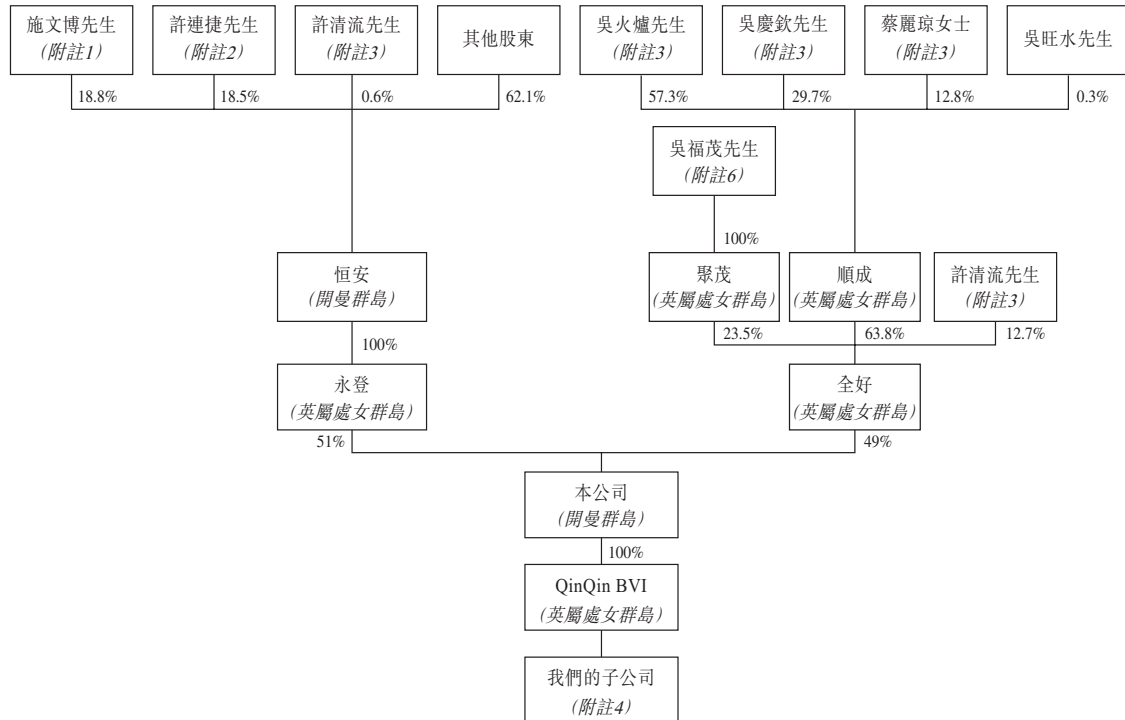 施文博先生
(附註1)
許連捷先生
(附註2)
許清流先生
(附註3)
其他股東
吳火爐先生
(附註3)
吳慶欽先生
(附註3)
蔡麗琼女士
(附註3)
吳旺水先生
18.8%
18.5%
0.6%
62.1%
57.3%
29.7%
12.8%
0.3%
吳福茂先生
(附註6)
100%
恒安
(開曼群島)
聚茂
(英屬處女群島)
順成
(英屬處女群島)
許清流先生
(附註3)
100%
23.5%
63.8%
12.7%
永登
(英屬處女群島)
全好
(英屬處女群島)
51%
49%
本公司
(開曼群島)
100%
QinQin BVI
(英屬處女群島)
我們的子公司
(附註4)